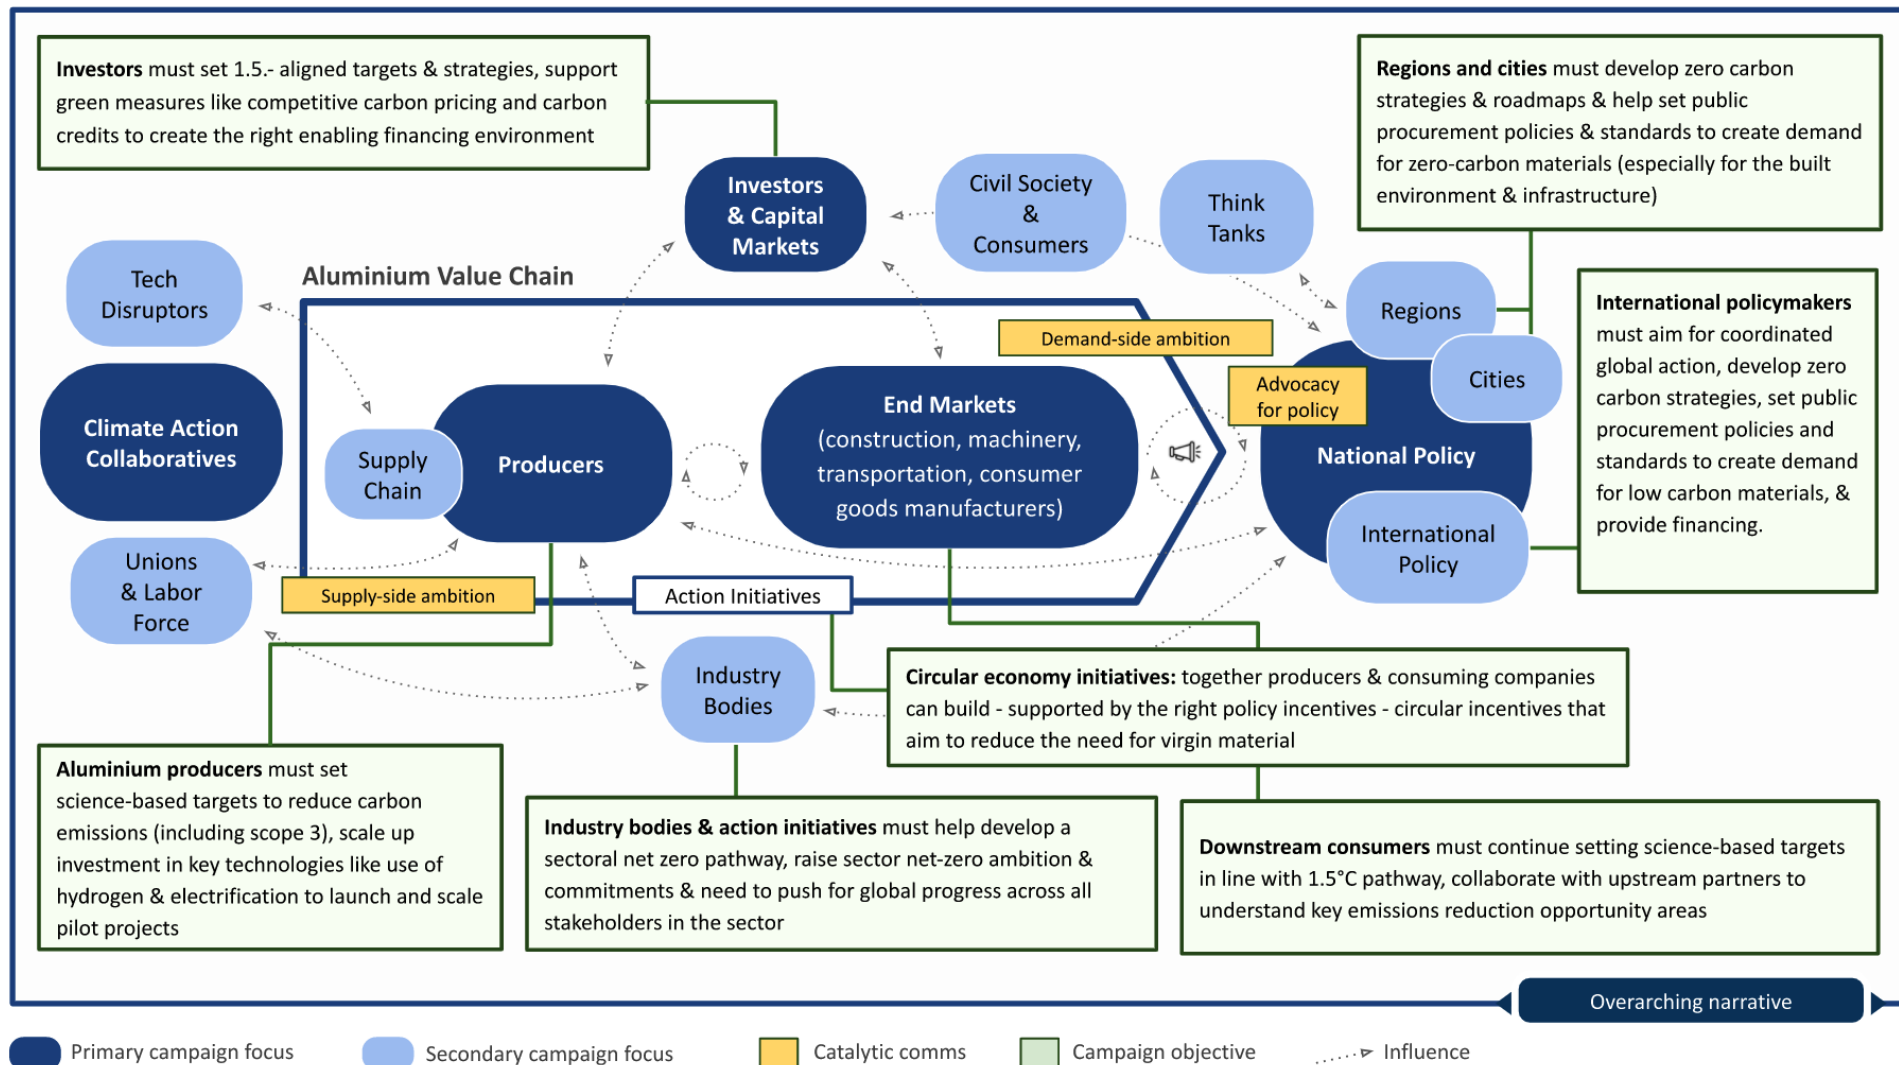 Investors must set 1.5.- aligned targets & strategies, support
green measures like competitive carbon pricing and carbon
credits to create the right enabling financing environment
Regions and cities must develop zero carbon
strategies & roadmaps & help set public
procurement policies & standards to create demand
for zero-carbon materials (especially for the built
environment & infrastructure)
Investors
& Capital
Markets
Civil Society
&
Consumers
Think
Tanks
Tech
Disruptors
Aluminium Value Chain
Regions
Cities
International policymakers
must aim for coordinated
global action, develop zero
carbon strategies, set public
procurement policies and
standards to create demand
for low carbon materials, &
provide financing.
Demand-side ambition
Advocacy
for policy
Climate Action
Collaboratives
Supply
Chain
Producers
End Markets
(construction, machinery,
transportation, consumer
goods manufacturers)
National Policy
International
Policy
Unions
& Labor
Force
Supply-side ambition
Action Initiatives
Industry
Bodies
Circular economy initiatives: together producers & consuming companies
can build - supported by the right policy incentives - circular incentives that
aim to reduce the need for virgin material
Aluminium producers must set
science-based targets to reduce carbon
emissions (including scope 3), scale up
investment in key technologies like use of
hydrogen & electrification to launch and scale
pilot projects
Industry bodies & action initiatives must help develop a
sectoral net zero pathway, raise sector net-zero ambition &
commitments & need to push for global progress across all
stakeholders in the sector
Downstream consumers must continue setting science-based targets
in line with 1.5°C pathway, collaborate with upstream partners to
understand key emissions reduction opportunity areas
Overarching narrative
Primary campaign focus
Secondary campaign focus
Catalytic comms
Campaign objective
Influence